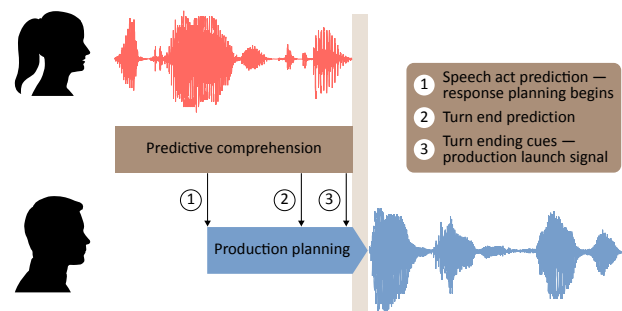 1 Speech act prediction —
response planning begins
2 Turn end prediction
3 Turn ending cues —
production launch signal
Predictive comprehension
1 2 3
Production planning